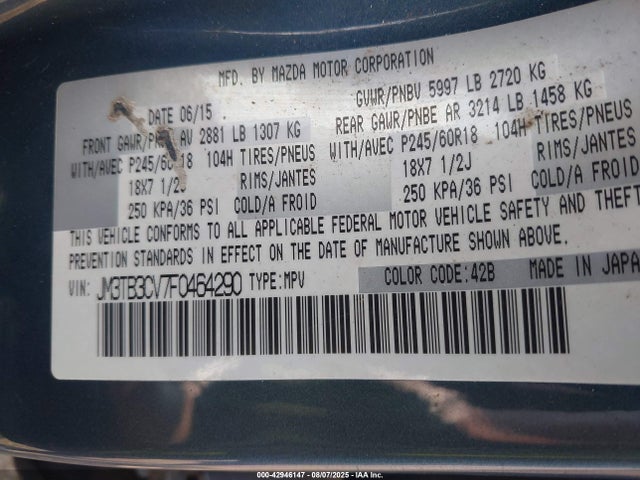 MFD. BY MAZDA MOTOR CORPORATION
DATE 06/15 GVWR/PNBV 5997 LB 2720 KG
FRONT GAWR/PNBE AV 2881 LB 1307 KG REAR GAWR/PNBE AR 3214 LB 1458 KG
WITH/AVEC P245/60R18 104H TIRES/PNEUS WITH/AVEC P245/60R18 104H TIRES/PNEUS
18X7 1/2J RIMS/JANTES 18X7 1/2J RIMS/JANTES
250 KPA/36 PSI COLD/A FROID 250 KPA/36 PSI COLD/A FROID
THIS VEHICLE CONFORMS TO ALL APPLICABLE FEDERAL MOTOR VEHICLE SAFETY AND THEFT
PREVENTION STANDARDS IN EFFECT ON THE DATE OF MANUFACTURE SHOWN ABOVE.
VIN: JM3TB3CV7F0464290 TYPE:MPV COLOR CODE:42B MADE IN JAPA
000-42946147 - 08/07/2025 - IAA Inc.